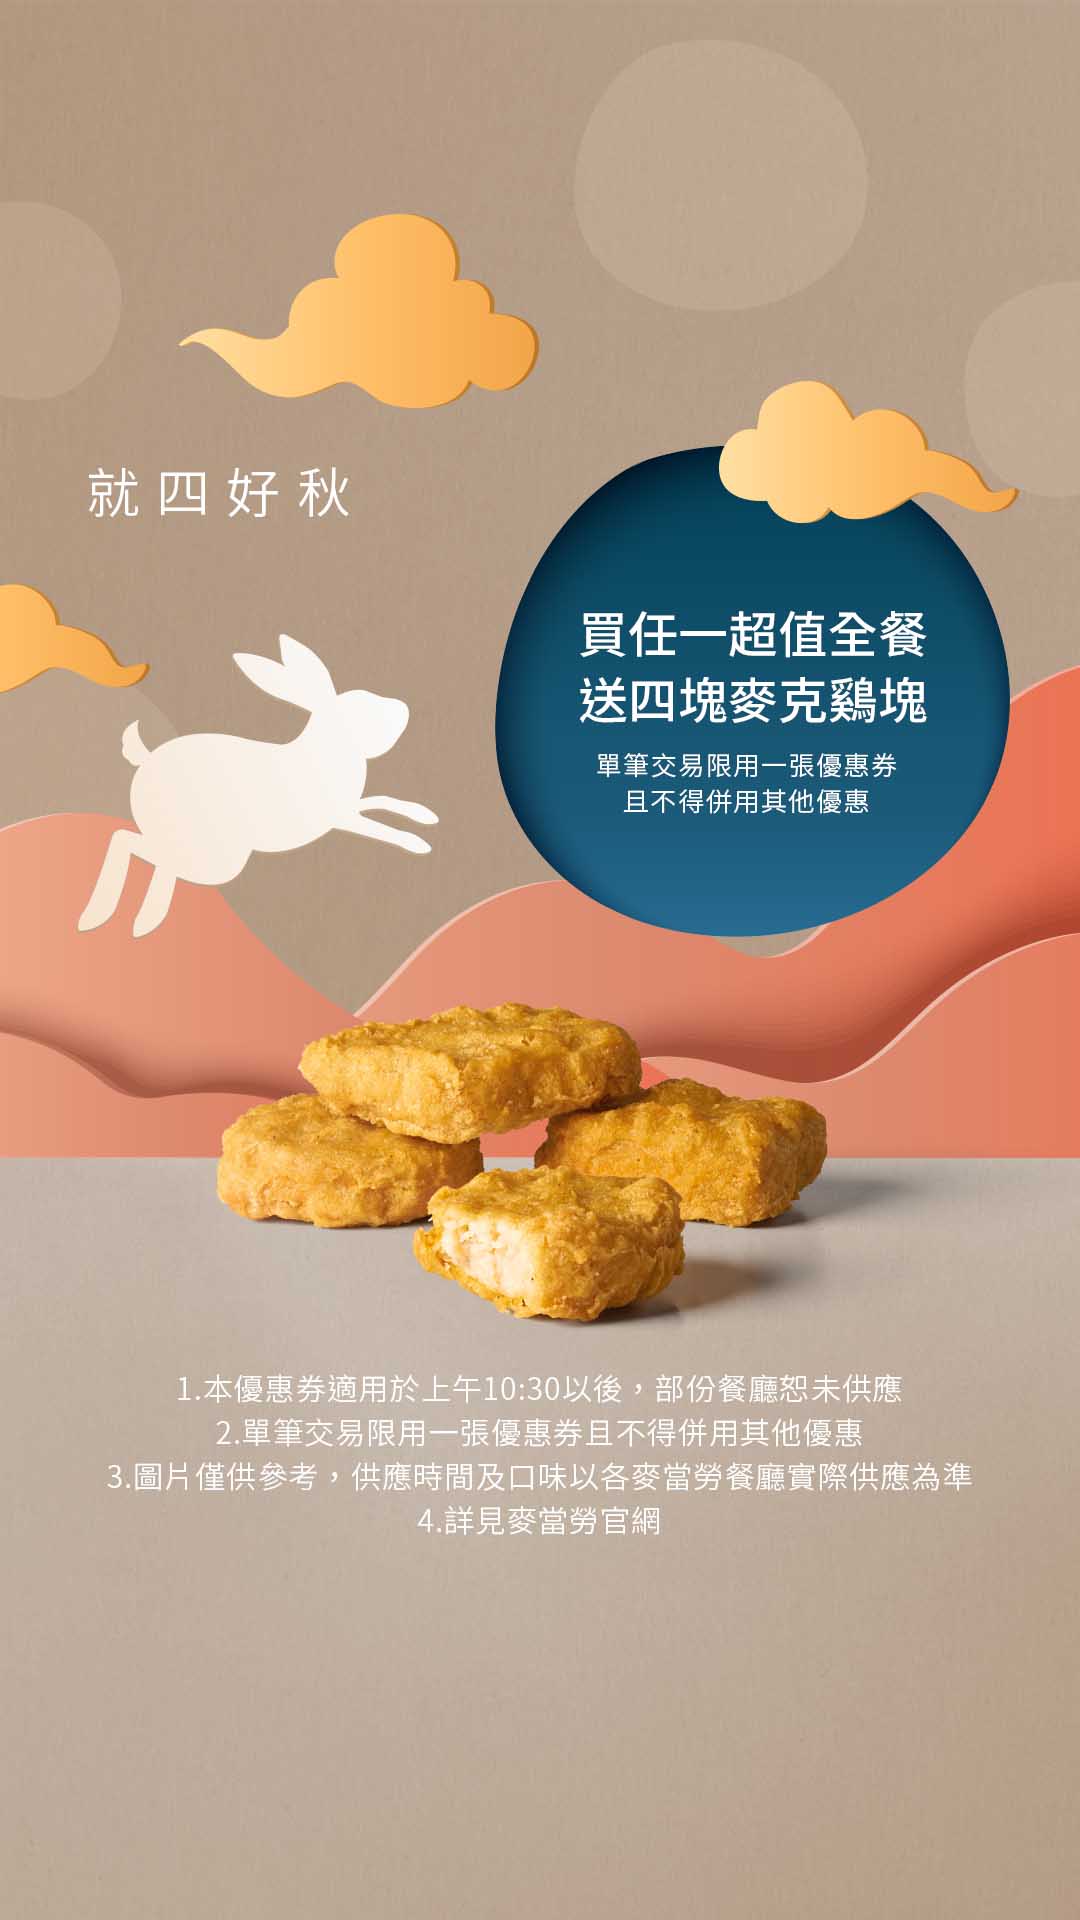 就四好秋
買任一超值全餐
送四塊麥克鷄塊
單筆交易限用一張優惠券
且不得併用其他優惠
1.本優惠券適用於上午10:30以後，部份餐廳恕未供應
2.單筆交易限用一張優惠券且不得併用其他優惠
3.圖片僅供參考，供應時間及口味以各麥當勞餐廳實際供應為準
4.詳見麥當勞官網